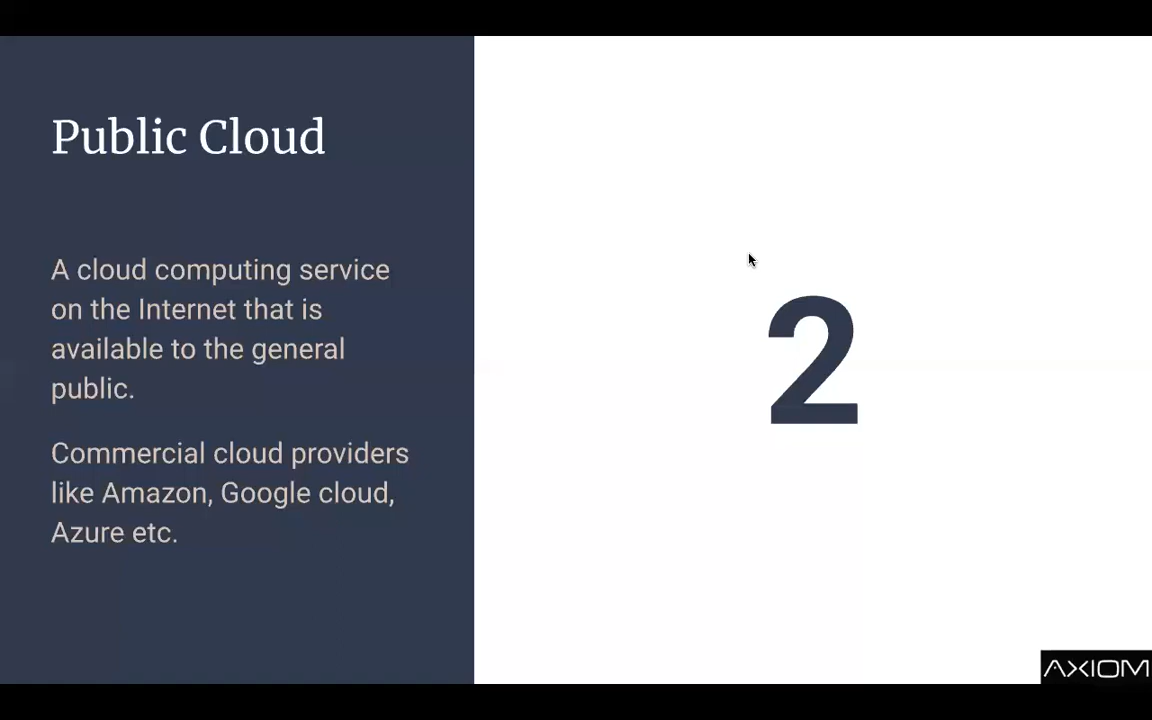 Public Cloud
A cloud computing service
on the Internet that is
available to the general
public.
Commercial cloud providers
like Amazon, Google cloud,
Azure etc.
2
AXIOM